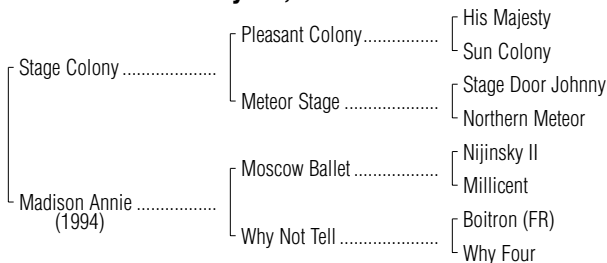 His Majesty
Pleasant Colony
Sun Colony
Stage Colony
Stage Door Johnny
Meteor Stage
Northern Meteor
Nijinsky II
Moscow Ballet
Millicent
Madison Annie
(1994)
Boitron (FR)
Why Not Tell
Why Four